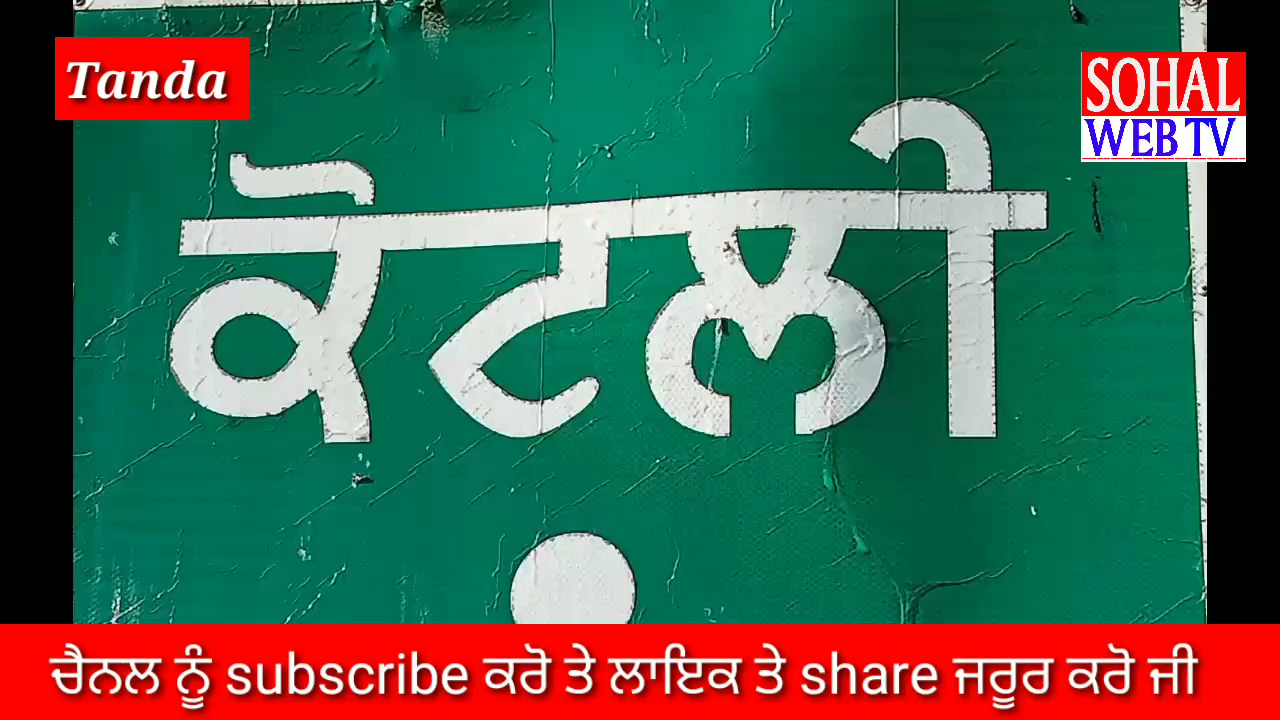 Tanda
SOHAL
WEB TV
ਕੋਟਲੀ
ਚੈਨਲ ਨੂੰ subscribe ਕਰੋ ਤੇ ਲਾਇਕ ਤੇ share ਜਰੂਰ ਕਰੋ ਜੀ